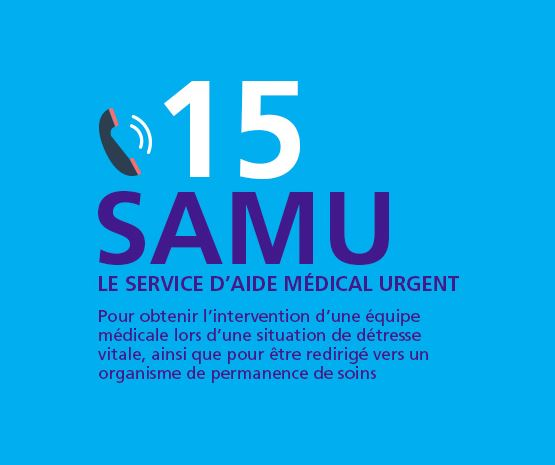 15
SAMU
LE SERVICE D’AIDE MÉDICAL URGENT
Pour obtenir l’intervention d’une équipe
médicale lors d’une situation de détresse
vitale, ainsi que pour être redirigé vers un
organisme de permanence de soins